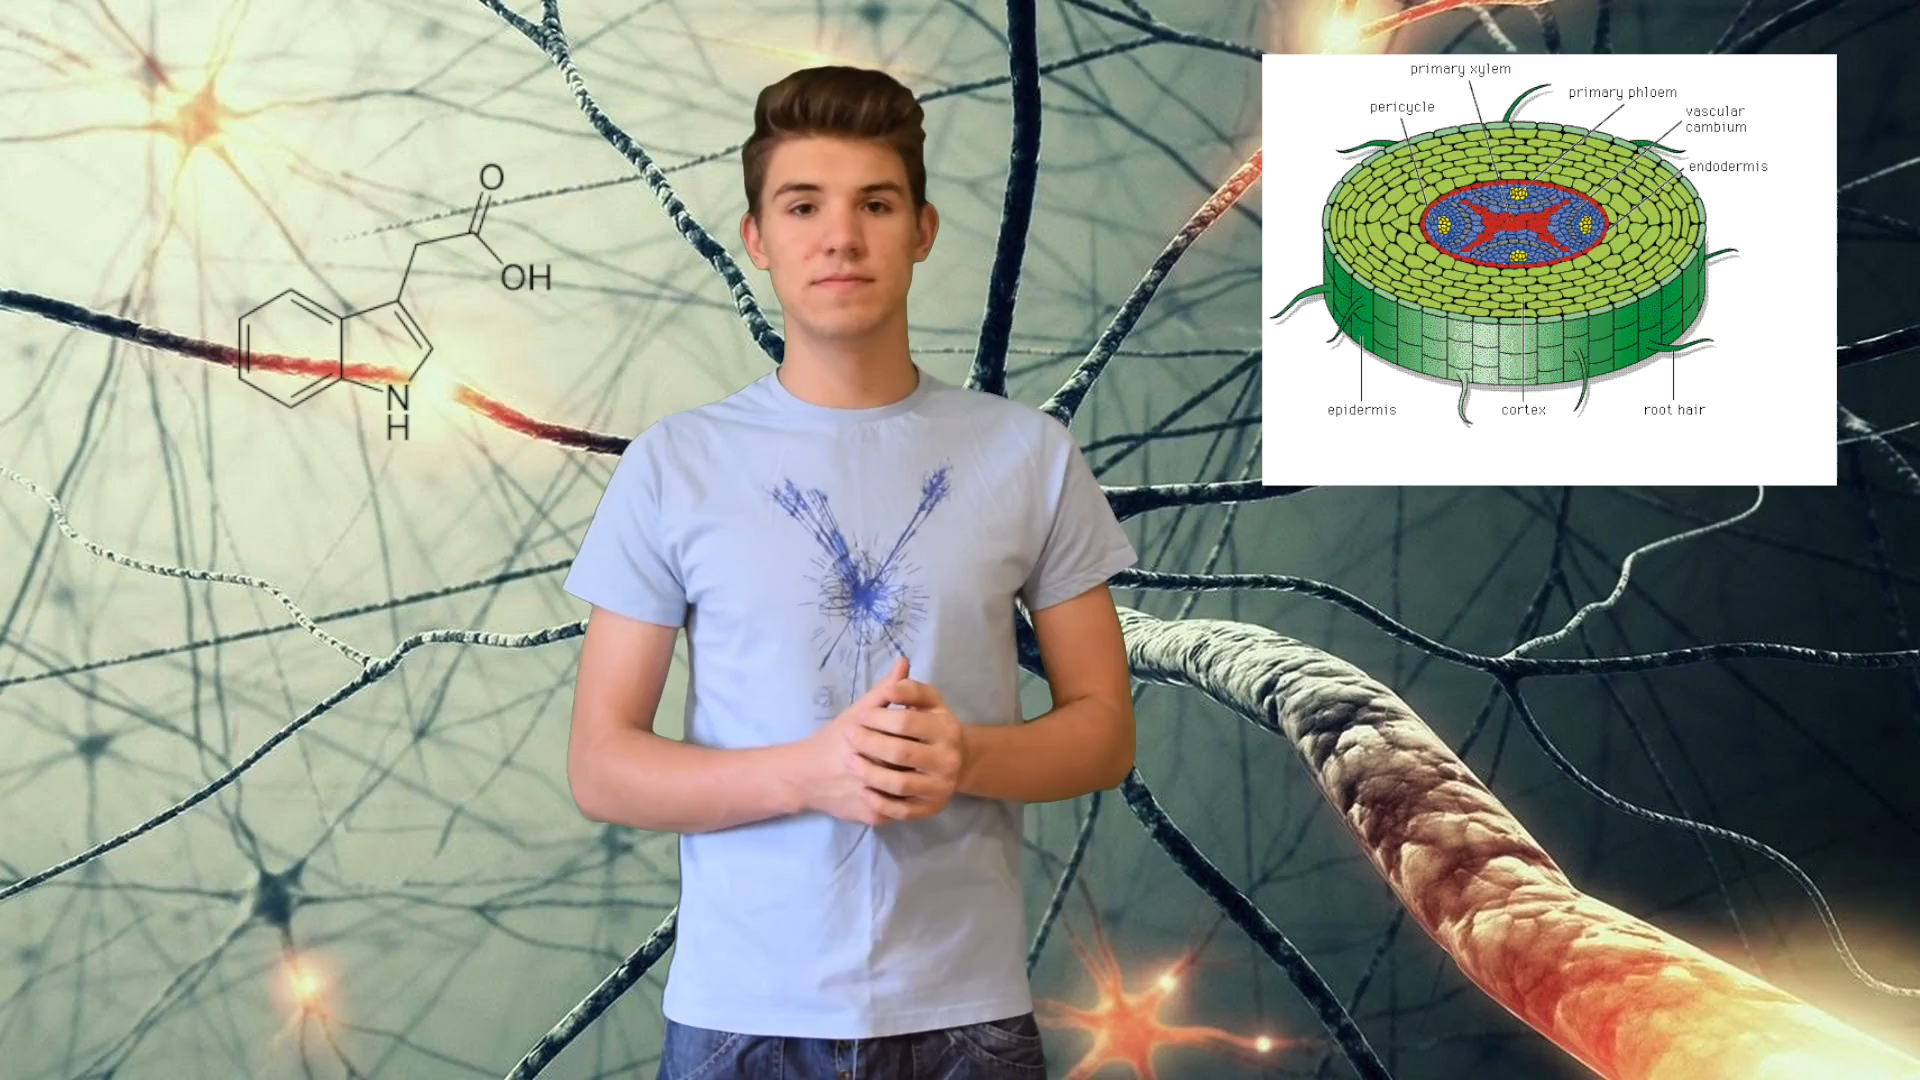 O
OH
N
H
primary xylem
primary phloem
pericycle
vascular
cambium
endodermis
epidermis
cortex
root hair